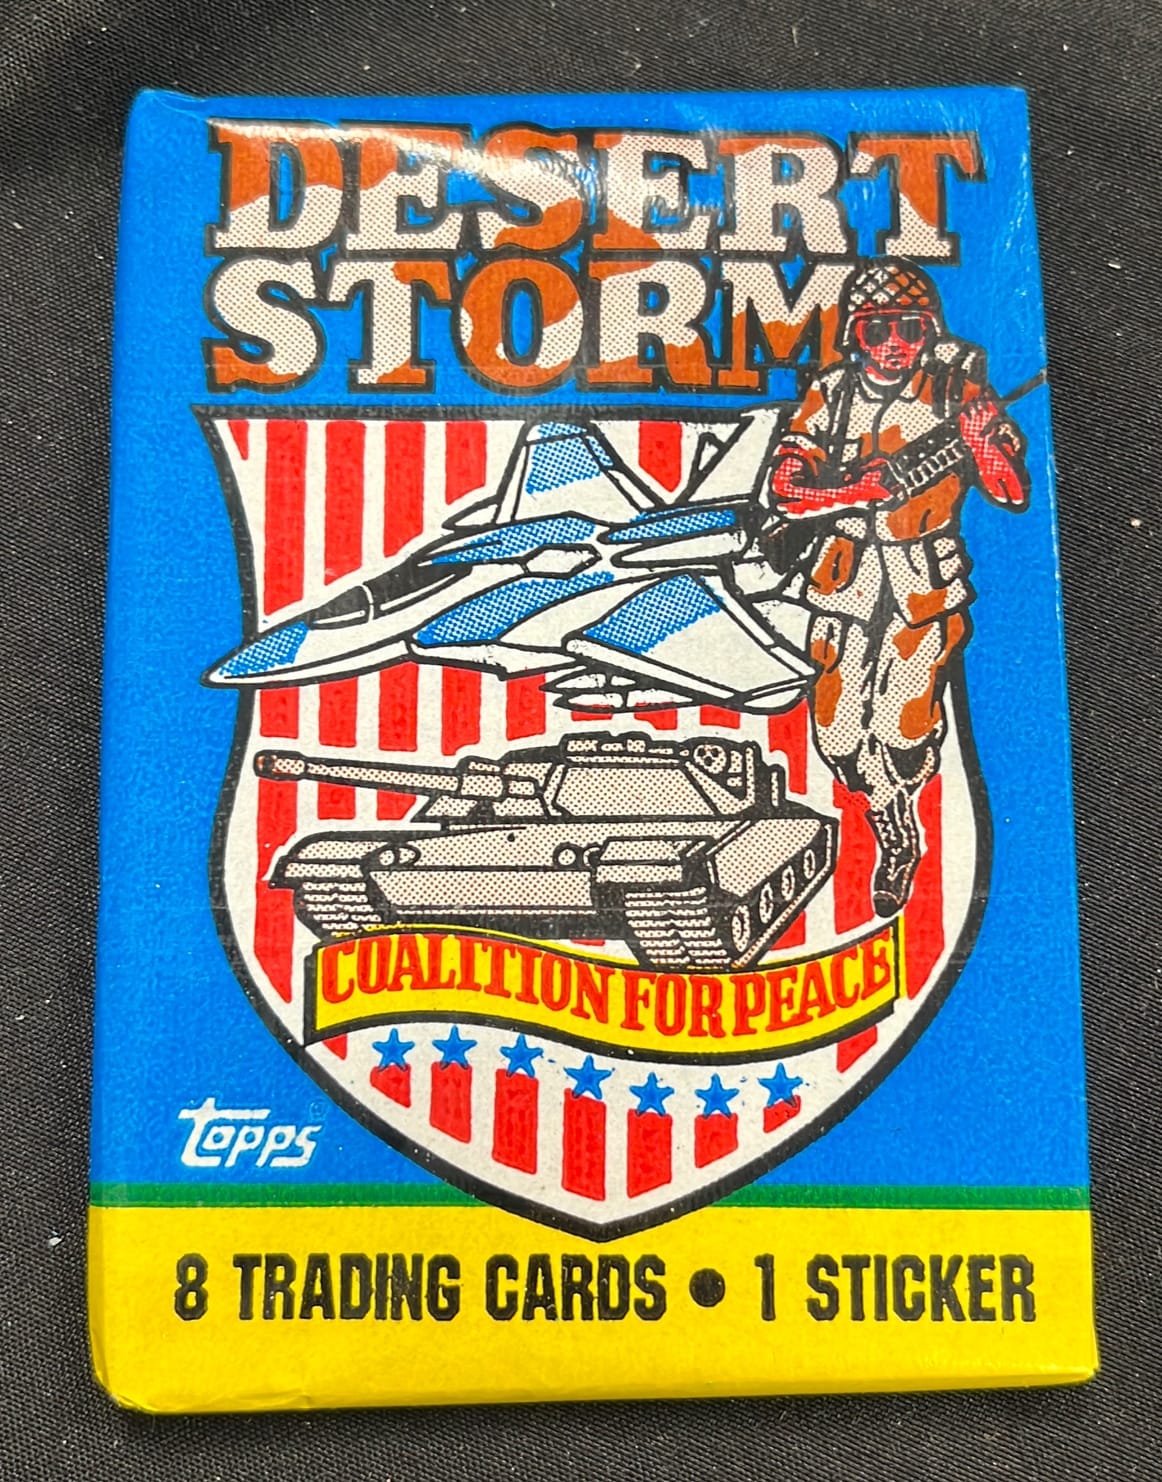 DESERT
STORM
COALITION FOR PEACE
TOPPS ®
8 TRADING CARDS • 1 STICKER